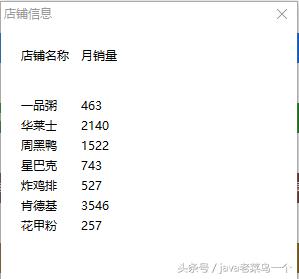 店铺信息
店铺名称 月销量
一品粥 463
华莱士 2140
周黑鸭 1522
星巴克 743
炸鸡排 527
肯德基 3546
花甲粉 257
头条号 / java老菜鸟一个